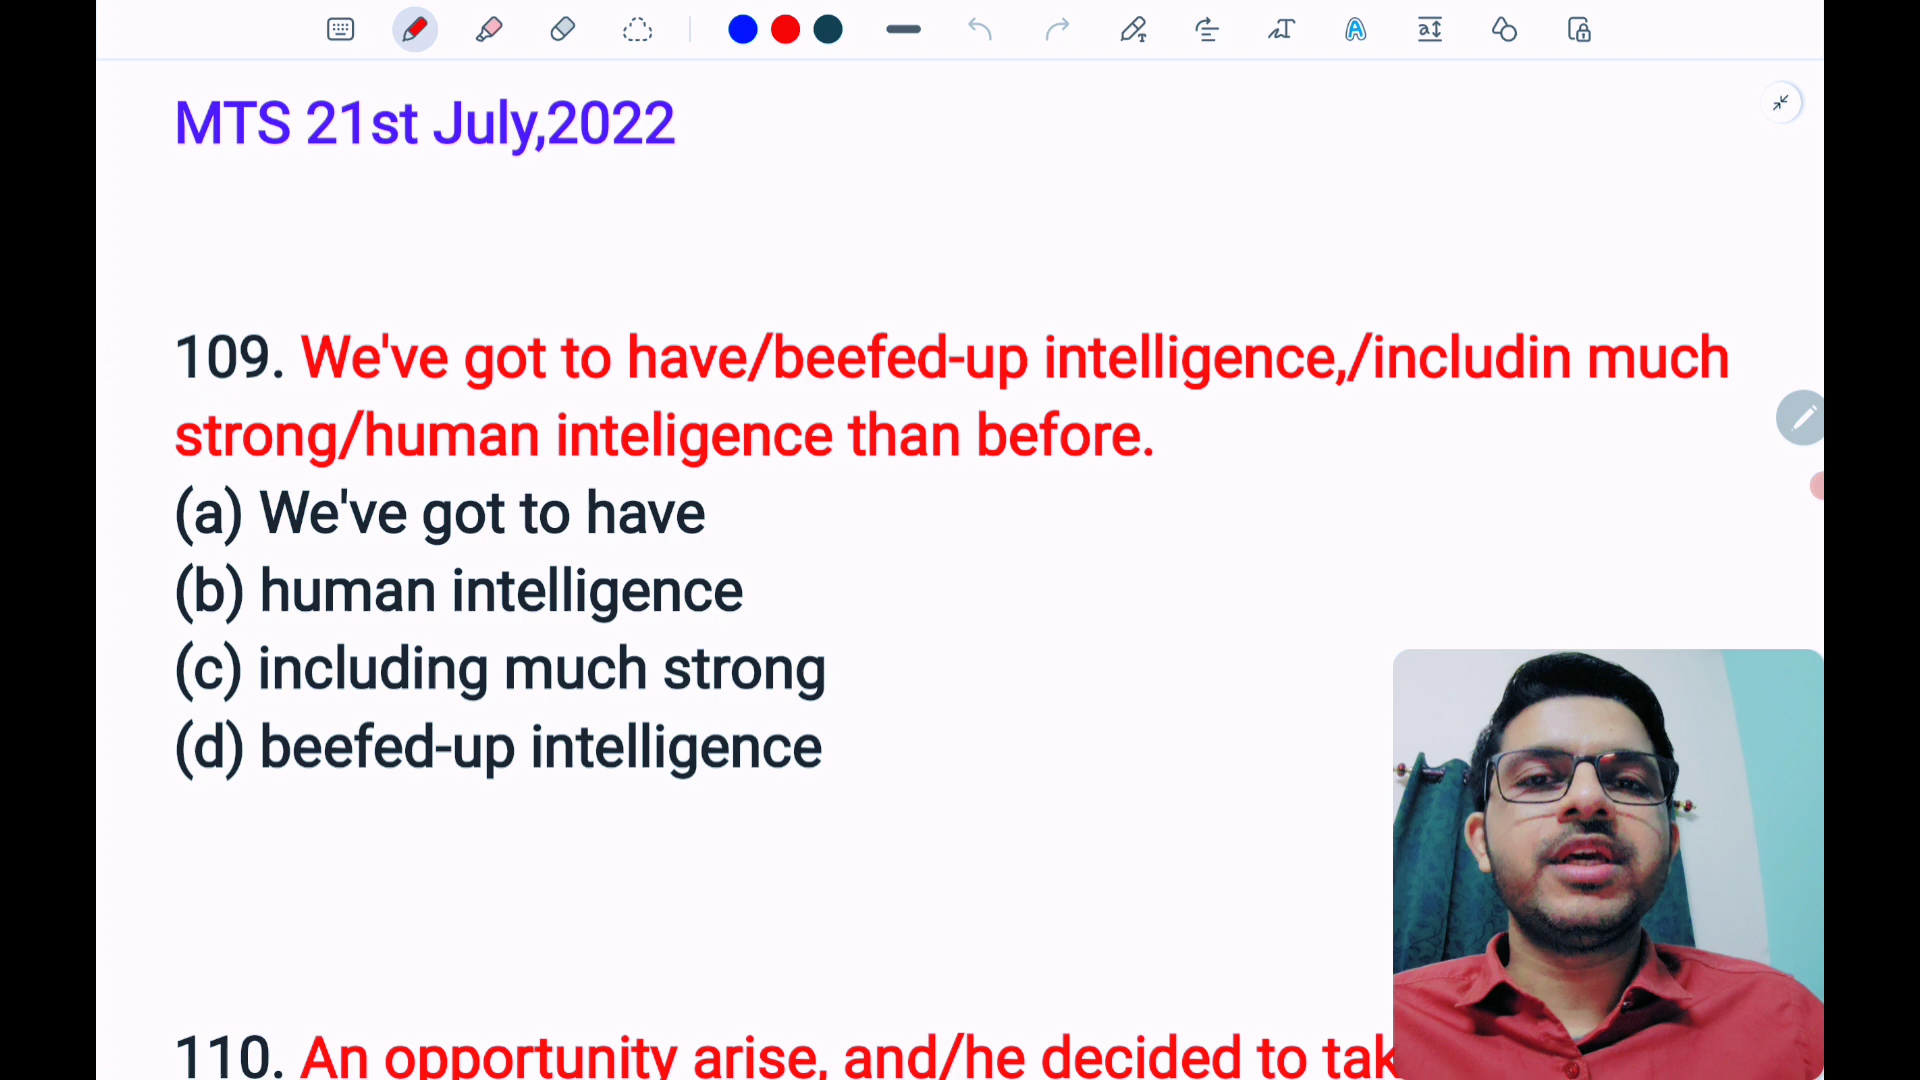 MTS 21st July,2022
109. We've got to have/beefed-up intelligence,/includin much
strong/human inteligence than before.
(a) We've got to have
(b) human intelligence
(c) including much strong
(d) beefed-up intelligence
110. An opportunity arise, and/he decided to tak